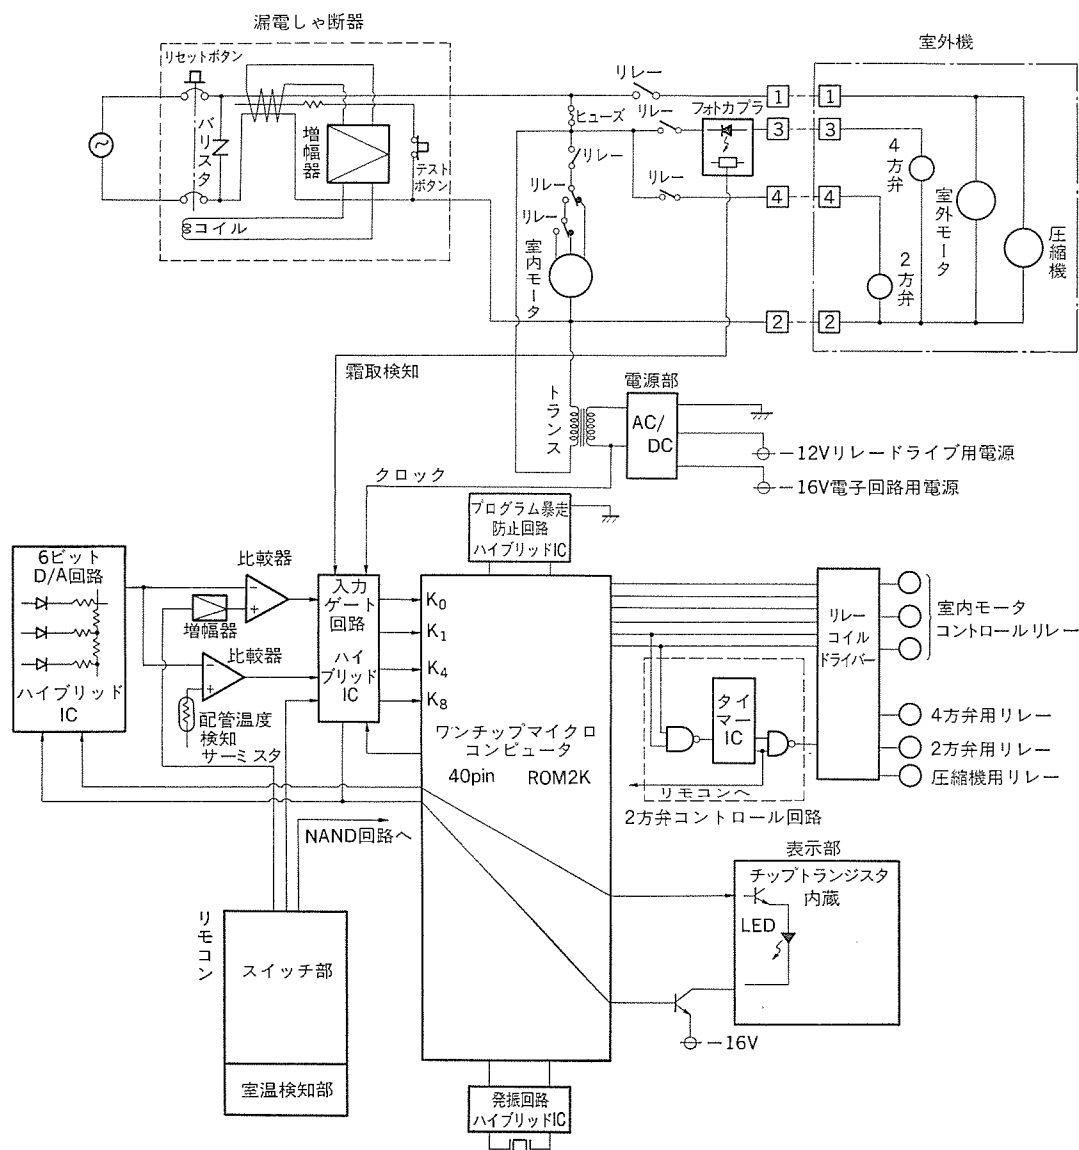 漏電しゃ断器
リセットボタン
バリスタ
増幅器
テスト
ボタン
コイル
リレー
ヒューズ
リレー
フォトカプラ
リレー
リレー
リレー
リレー
室内モータ
室外機
1
1
3
3
4
4
2
2
4方弁
2方弁
室外モータ
圧縮機
霜取検知
トランス
電源部
AC/
DC
−12Vリレードライブ用電源
−16V電子回路用電源
クロック
プログラム暴走
防止回路
ハイブリッドIC
6ビット
D/A回路
ハイブリッド
IC
比較器
−
+
増幅器
比較器
−
+
配管温度
検知
サーミスタ
入力
ゲート
回路
ハイ
ブリッド
IC
K0
K1
K4
K8
ワンチップマイクロ
コンピュータ
40pin ROM2K
タイマーIC
リモコンへ
2方弁コントロール回路
リレー
コイル
ドライバー
室内モータ
コントロールリレー
4方弁用リレー
2方弁用リレー
圧縮機用リレー
NAND回路へ
表示部
チップトランジスタ
内蔵
LED
−16V
リモコン
スイッチ部
室温検知部
発振回路
ハイブリッドIC